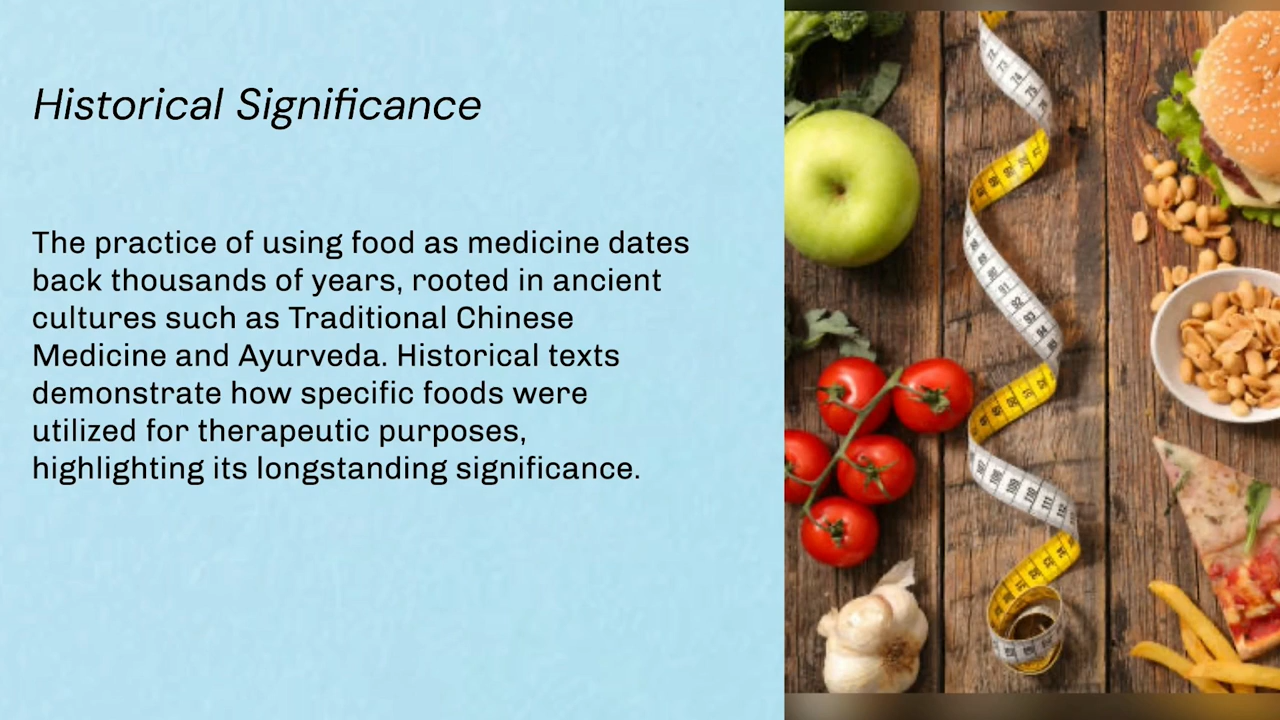 Historical Significance
The practice of using food as medicine dates
back thousands of years, rooted in ancient
cultures such as Traditional Chinese
Medicine and Ayurveda. Historical texts
demonstrate how specific foods were
utilized for therapeutic purposes,
highlighting its longstanding significance.